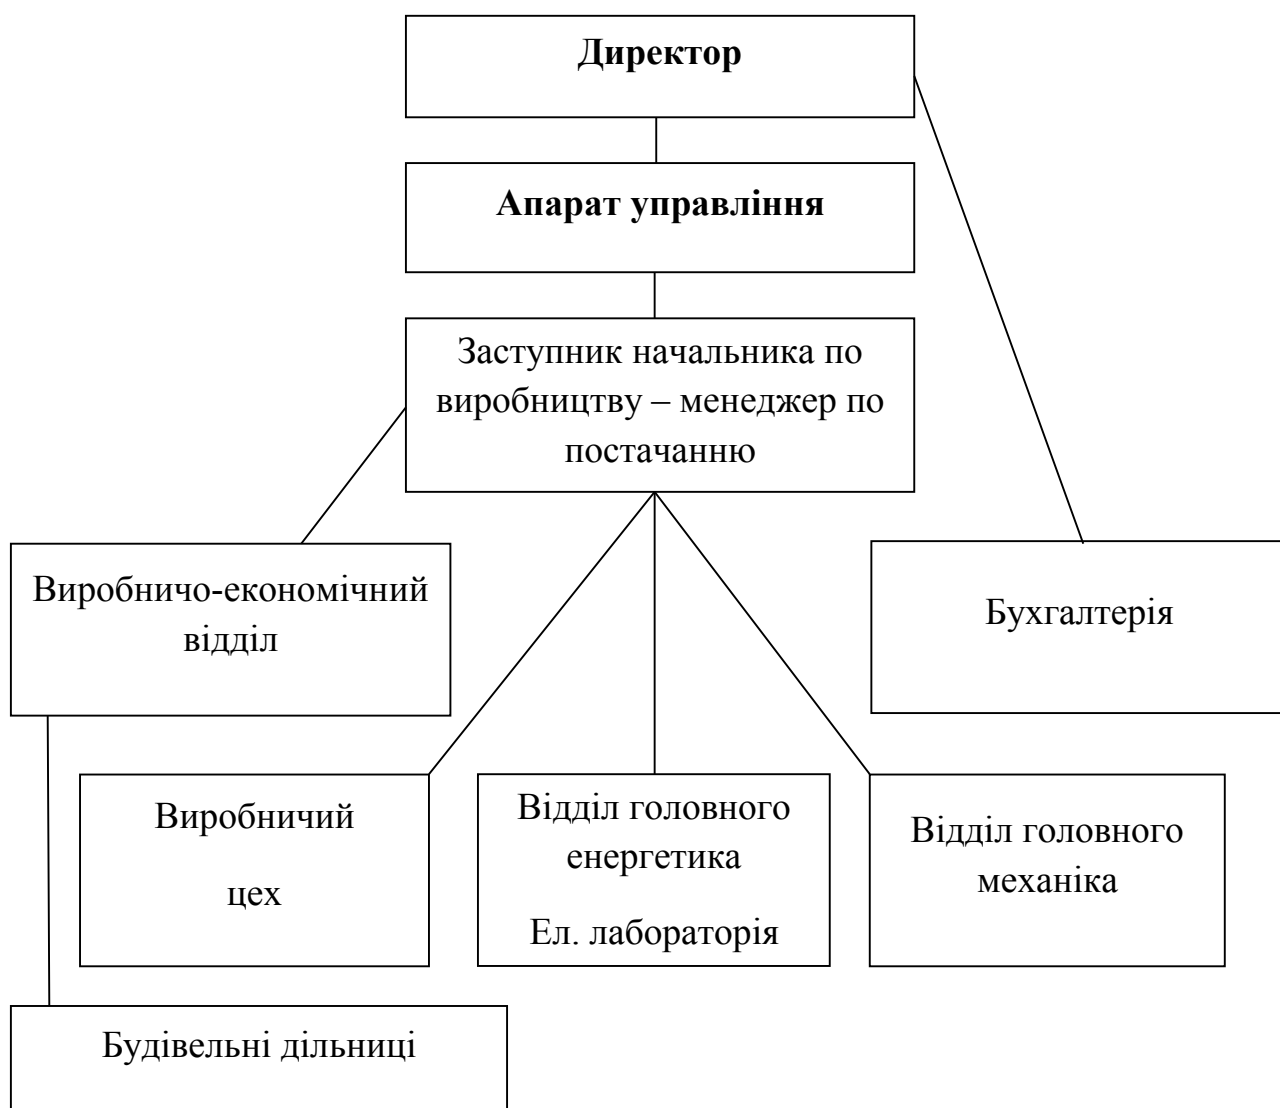 Директор
Апарат управління
Заступник начальника по
виробництву – менеджер по
постачанню
Виробничо-економічний
відділ
Бухгалтерія
Виробничий
цех
Відділ головного
енергетика
Ел. лабораторія
Відділ головного
механіка
Будівельні дільниці